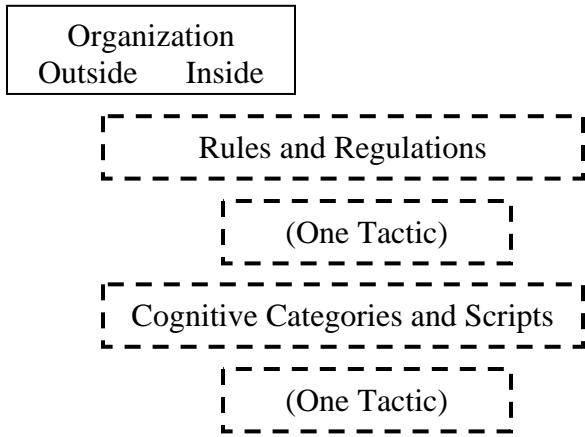 Organization
Outside Inside
Rules and Regulations
(One Tactic)
Cognitive Categories and Scripts
(One Tactic)